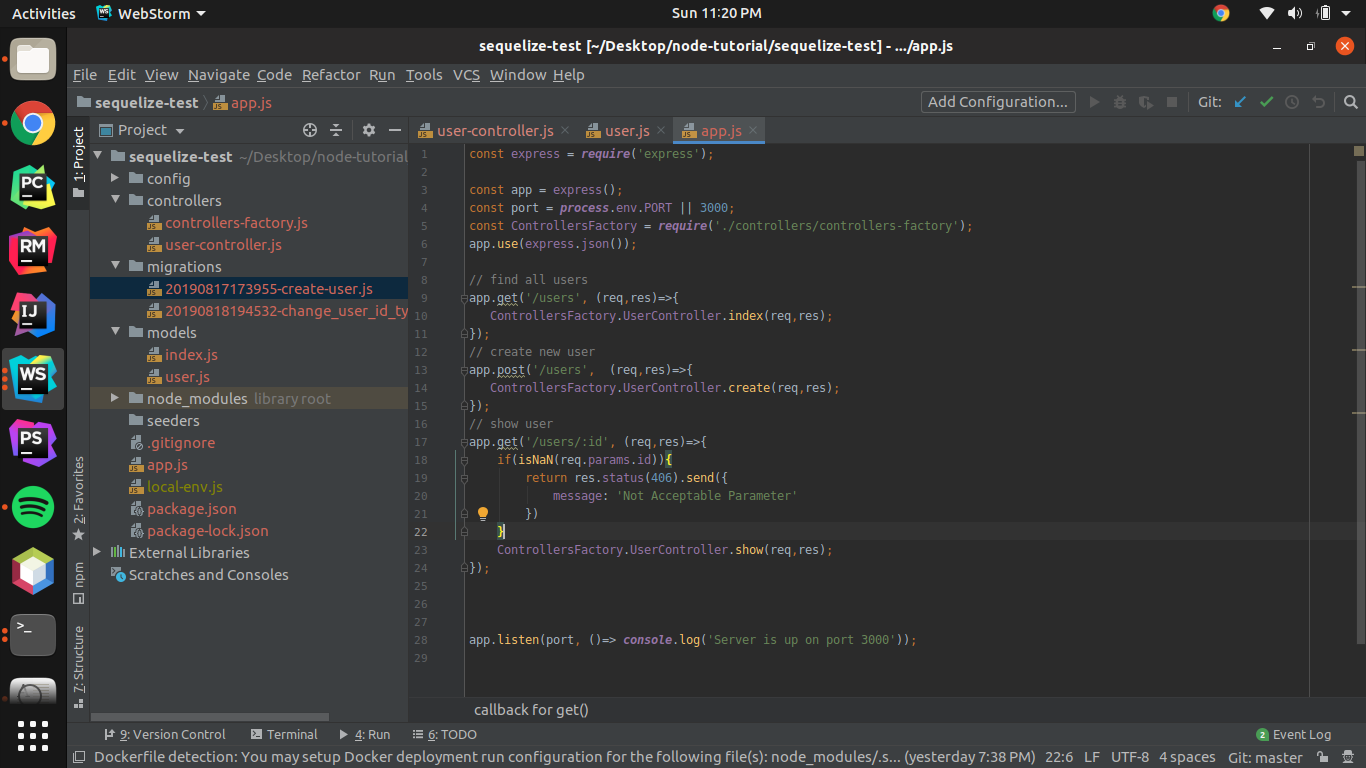 Activities WebStorm Sun 11:20 PM
sequelize-test [~/Desktop/node-tutorial/sequelize-test] - .../app.js
File Edit View Navigate Code Refactor Run Tools VCS Window Help
sequelize-test app.js Add Configuration... Git:
1: Project
2: Favorites
npm
7: Structure
Project
sequelize-test ~/Desktop/node-tutorial
config
controllers
controllers-factory.js
user-controller.js
migrations
20190817173955-create-user.js
20190818194532-change_user_id_ty
models
index.js
user.js
node_modules library root
seeders
.gitignore
app.js
local-env.js
package.json
package-lock.json
External Libraries
Scratches and Consoles
PC
RM
IJ
WS
PS
>_
user-controller.js user.js app.js
1 const express = require('express');
2
3 const app = express();
4 const port = process.env.PORT || 3000;
5 const ControllersFactory = require('./controllers/controllers-factory');
6 app.use(express.json());
7
8 // find all users
9 app.get('/users', (req,res)=>{
10 ControllersFactory.UserController.index(req,res);
11 });
12 // create new user
13 app.post('/users',  (req,res)=>{
14 ControllersFactory.UserController.create(req,res);
15 });
16 // show user
17 app.get('/users/:id', (req,res)=>{
18 if(isNaN(req.params.id)){
19 return res.status(406).send({
20 message: 'Not Acceptable Parameter'
21 })
22 }
23 ControllersFactory.UserController.show(req,res);
24 });
25
26
27
28 app.listen(port, ()=> console.log('Server is up on port 3000'));
29
callback for get()
9: Version Control Terminal 4: Run 6: TODO 2 Event Log
Dockerfile detection: You may setup Docker deployment run configuration for the following file(s): node_modules/.s... (yesterday 7:38 PM) 22:6 LF UTF-8 4 spaces Git: master